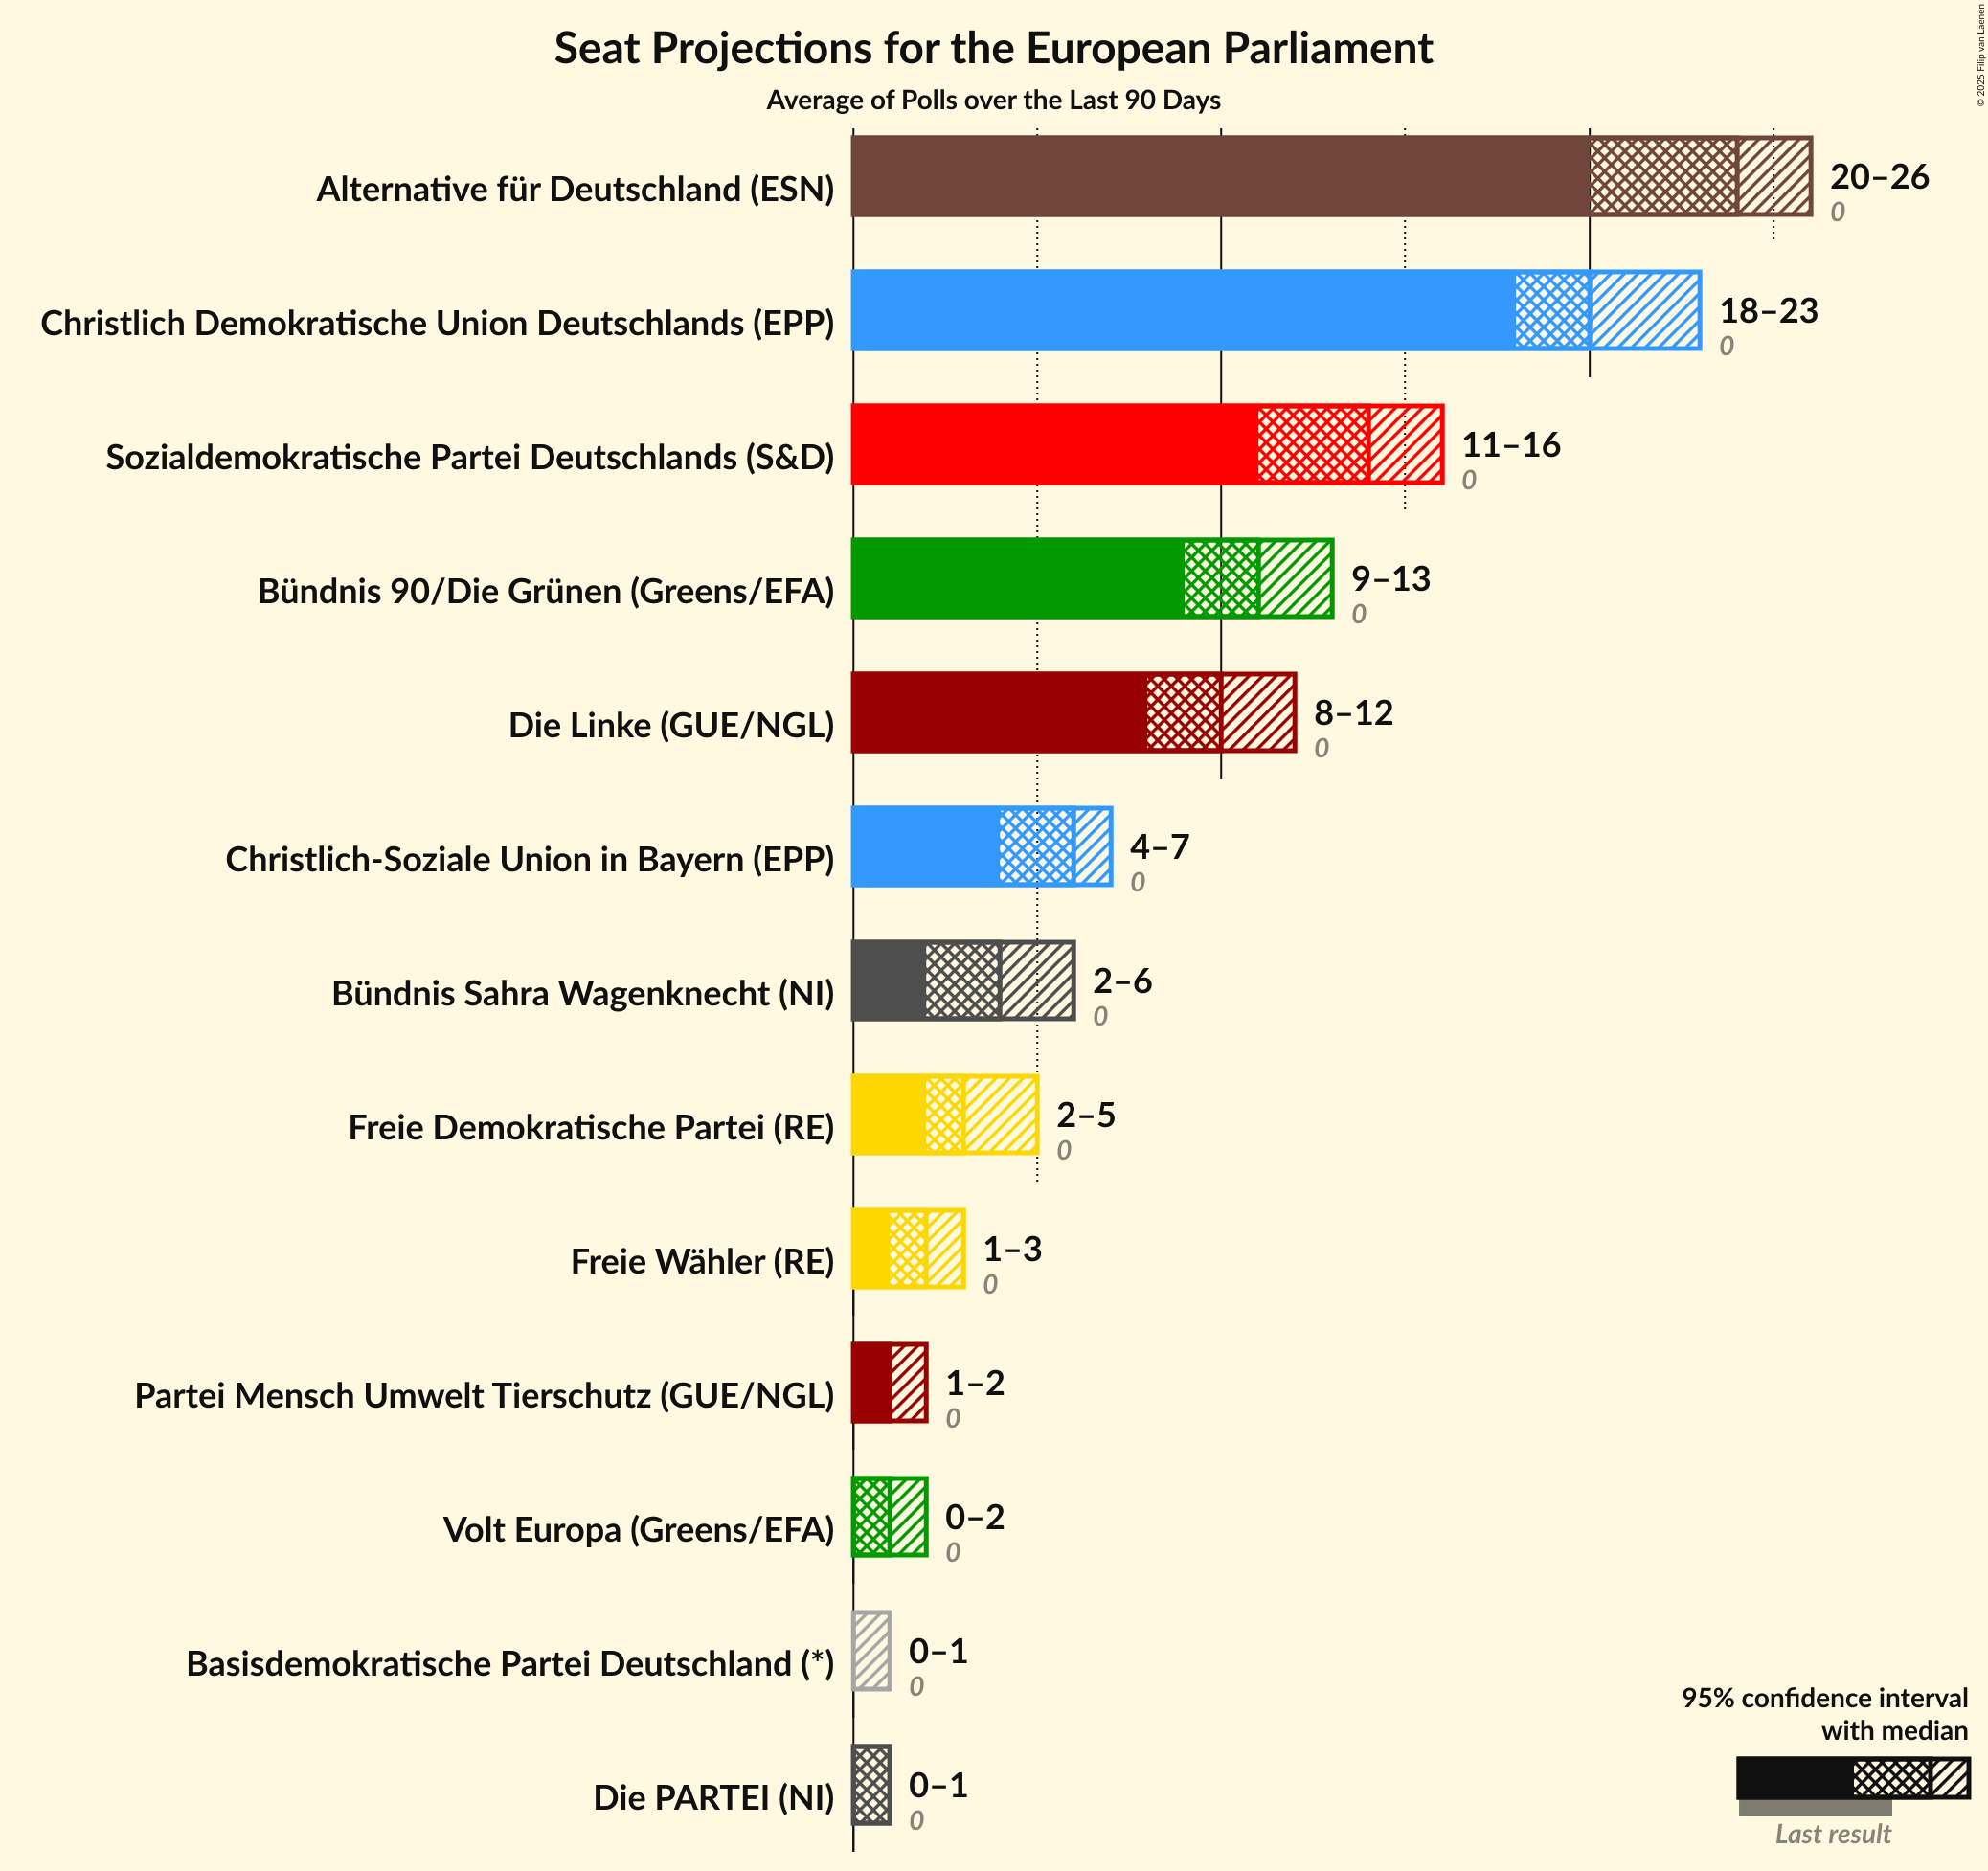 Seat Projections for the European Parliament
Average of Polls over the Last 90 Days
© 2025 Filip van Laenen
Alternative für Deutschland (ESN)
20–26
0
Christlich Demokratische Union Deutschlands (EPP)
18–23
0
Sozialdemokratische Partei Deutschlands (S&D)
11–16
0
Bündnis 90/Die Grünen (Greens/EFA)
9–13
0
Die Linke (GUE/NGL)
8–12
0
Christlich-Soziale Union in Bayern (EPP)
4–7
0
Bündnis Sahra Wagenknecht (NI)
2–6
0
Freie Demokratische Partei (RE)
2–5
0
Freie Wähler (RE)
1–3
0
Partei Mensch Umwelt Tierschutz (GUE/NGL)
1–2
0
Volt Europa (Greens/EFA)
0–2
0
Basisdemokratische Partei Deutschland (*)
0–1
0
Die PARTEI (NI)
0–1
0
95% confidence interval
with median
Last result